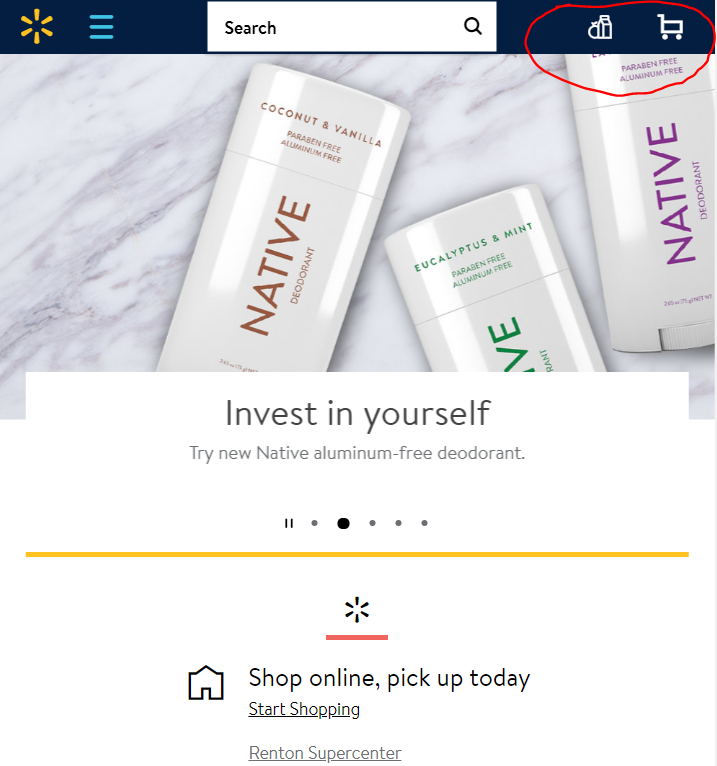 Search
COCONUT & VANILLA
PARABEN FREE
ALUMINUM FREE
NATIVE
DEODORANT
EUCALYPTUS & MINT
PARABEN FREE
ALUMINUM FREE
PARABEN FREE
ALUMINUM FREE
NATIVE
DEODORANT
Invest in yourself
Try new Native aluminum-free deodorant.
Shop online, pick up today
Start Shopping
Renton Supercenter